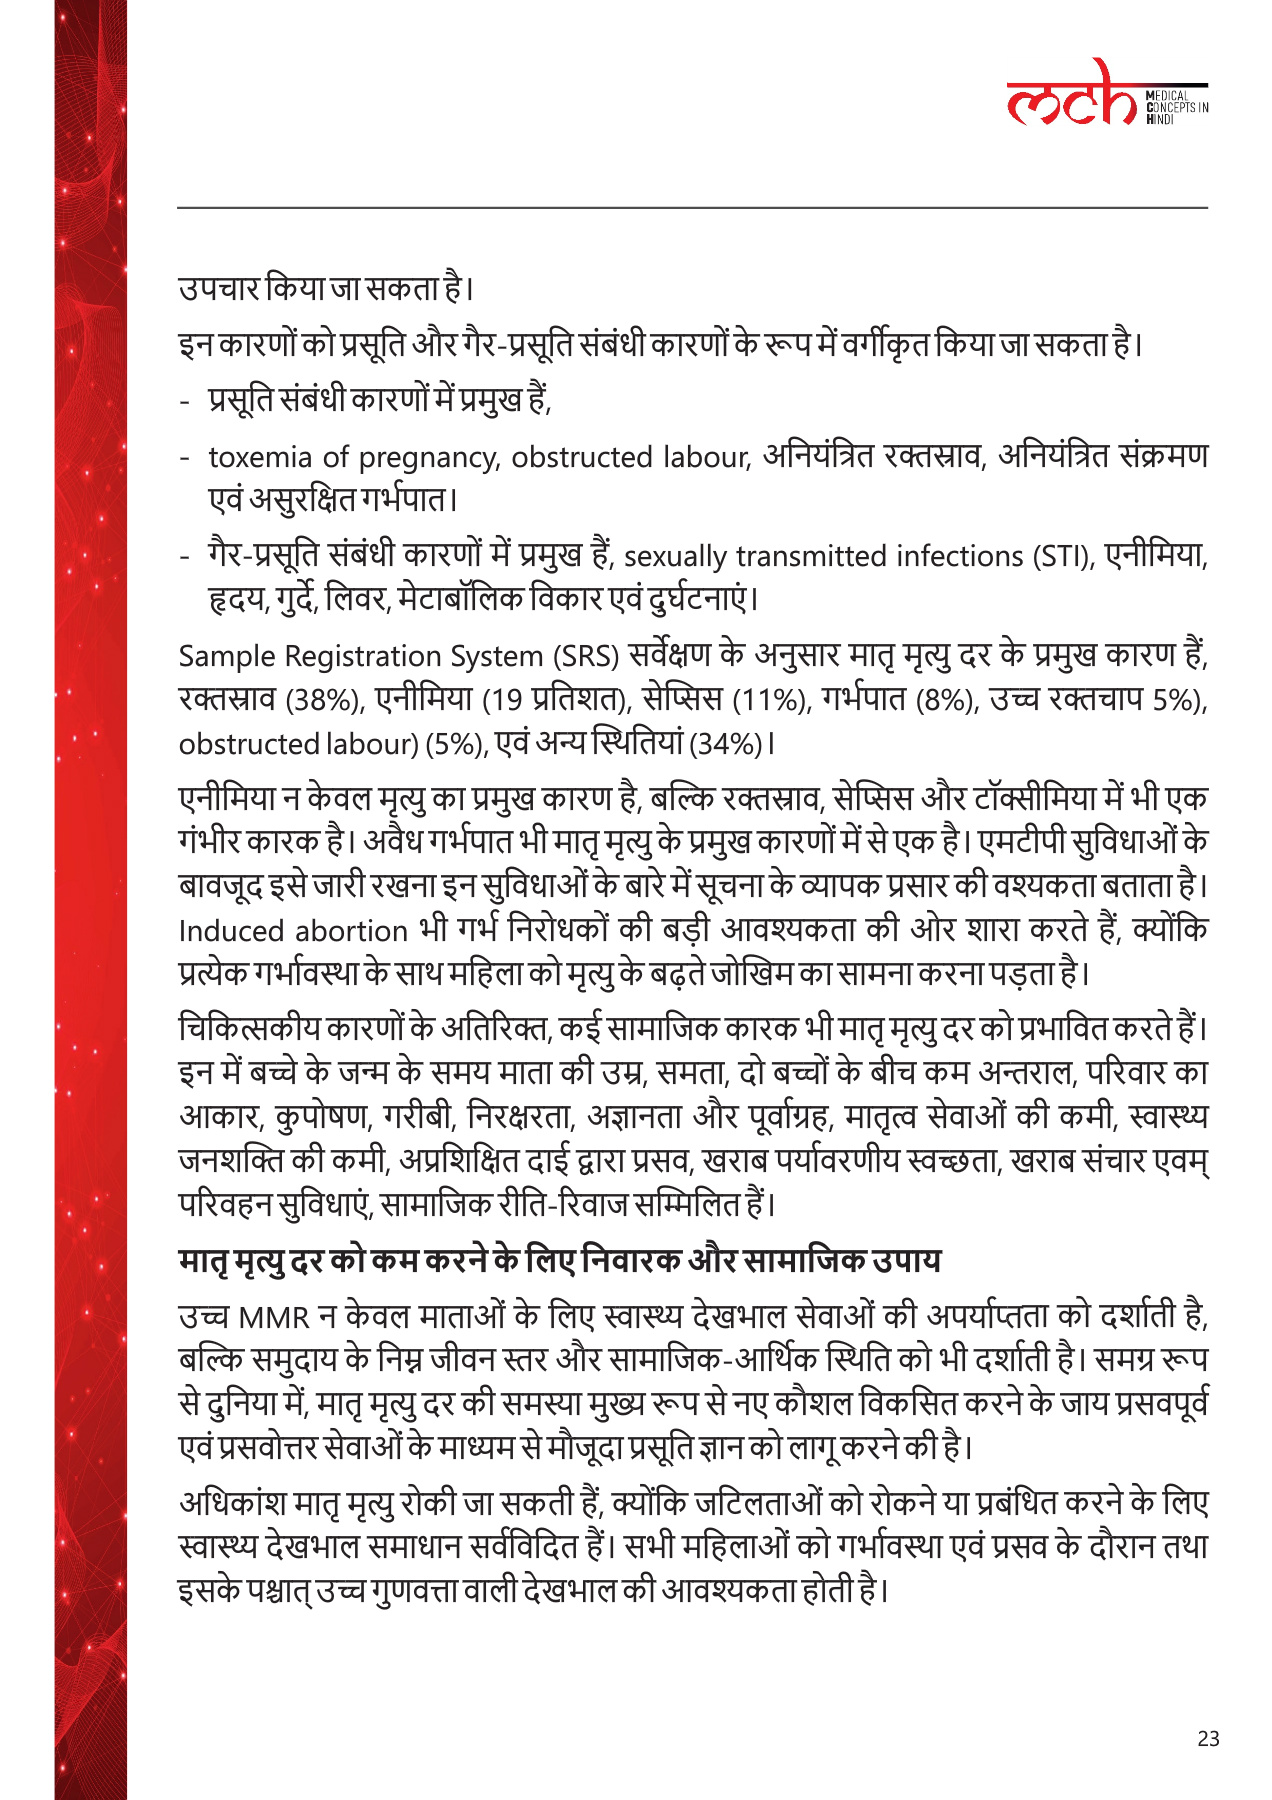 mch MEDICAL
CONCEPTS IN
HINDI
उपचार किया जा सकता है।
इन कारणों को प्रसूति और गैर-प्रसूति संबंधी कारणों के रूप में वर्गीकृत किया जा सकता है।
- प्रसूति संबंधी कारणों में प्रमुख हैं,
- toxemia of pregnancy, obstructed labour, अनियंत्रित रक्तस्राव, अनियंत्रित संक्रमण
एवं असुरक्षित गर्भपात।
- गैर-प्रसूति संबंधी कारणों में प्रमुख हैं, sexually transmitted infections (STI), एनीमिया,
हृदय, गुर्दे, लिवर, मेटाबॉलिक विकार एवं दुर्घटनाएं।
Sample Registration System (SRS) सर्वेक्षण के अनुसार मातृ मृत्यु दर के प्रमुख कारण हैं,
रक्तस्राव (38%), एनीमिया (19 प्रतिशत), सेप्सिस (11%), गर्भपात (8%), उच्च रक्तचाप 5%),
obstructed labour) (5%), एवं अन्य स्थितियां (34%)।
एनीमिया न केवल मृत्यु का प्रमुख कारण है, बल्कि रक्तस्राव, सेप्सिस और टॉक्सीमिया में भी एक
गंभीर कारक है। अवैध गर्भपात भी मातृ मृत्यु के प्रमुख कारणों में से एक है। एमटीपी सुविधाओं के
बावजूद इसे जारी रखना इन सुविधाओं के बारे में सूचना के व्यापक प्रसार की वश्यकता बताता है।
Induced abortion भी गर्भ निरोधकों की बड़ी आवश्यकता की ओर शारा करते हैं, क्योंकि
प्रत्येक गर्भावस्था के साथ महिला को मृत्यु के बढ़ते जोखिम का सामना करना पड़ता है।
चिकित्सकीय कारणों के अतिरिक्त, कई सामाजिक कारक भी मातृ मृत्यु दर को प्रभावित करते हैं।
इन में बच्चे के जन्म के समय माता की उम्र, समता, दो बच्चों के बीच कम अन्तराल, परिवार का
आकार, कुपोषण, गरीबी, निरक्षरता, अज्ञानता और पूर्वाग्रह, मातृत्व सेवाओं की कमी, स्वास्थ्य
जनशक्ति की कमी, अप्रशिक्षित दाई द्वारा प्रसव, खराब पर्यावरणीय स्वच्छता, खराब संचार एवम्
परिवहन सुविधाएं, सामाजिक रीति-रिवाज सम्मिलित हैं।
मातृ मृत्यु दर को कम करने के लिए निवारक और सामाजिक उपाय
उच्च MMR न केवल माताओं के लिए स्वास्थ्य देखभाल सेवाओं की अपर्याप्तता को दर्शाती है,
बल्कि समुदाय के निम्न जीवन स्तर और सामाजिक-आर्थिक स्थिति को भी दर्शाती है। समग्र रूप
से दुनिया में, मातृ मृत्यु दर की समस्या मुख्य रूप से नए कौशल विकसित करने के जाय प्रसवपूर्व
एवं प्रसवोत्तर सेवाओं के माध्यम से मौजूदा प्रसूति ज्ञान को लागू करने की है।
अधिकांश मातृ मृत्यु रोकी जा सकती हैं, क्योंकि जटिलताओं को रोकने या प्रबंधित करने के लिए
स्वास्थ्य देखभाल समाधान सर्वविदित हैं। सभी महिलाओं को गर्भावस्था एवं प्रसव के दौरान तथा
इसके पश्चात् उच्च गुणवत्ता वाली देखभाल की आवश्यकता होती है।
23